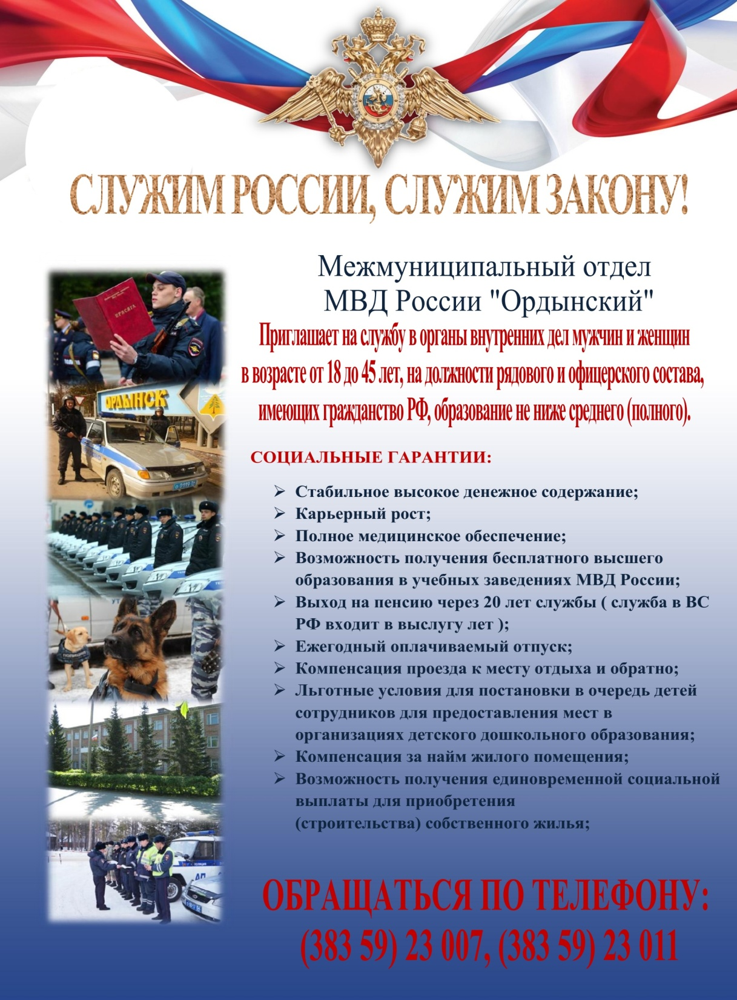 СЛУЖИМ РОССИИ, СЛУЖИМ ЗАКОНУ!
Межмуниципальный отдел
МВД России "Ордынский"
Приглашает на службу в органы внутренних дел мужчин и женщин
в возрасте от 18 до 45 лет, на должности рядового и офицерского состава,
имеющих гражданство РФ, образование не ниже среднего (полного).
СОЦИАЛЬНЫЕ ГАРАНТИИ:
➢ Стабильное высокое денежное содержание;
➢ Карьерный рост;
➢ Полное медицинское обеспечение;
➢ Возможность получения бесплатного высшего
образования в учебных заведениях МВД России;
➢ Выход на пенсию через 20 лет службы ( служба в ВС
РФ входит в выслугу лет );
➢ Ежегодный оплачиваемый отпуск;
➢ Компенсация проезда к месту отдыха и обратно;
➢ Льготные условия для постановки в очередь детей
сотрудников для предоставления мест в
организациях детского дошкольного образования;
➢ Компенсация за найм жилого помещения;
➢ Возможность получения единовременной социальной
выплаты для приобретения
(строительства) собственного жилья;
ОБРАЩАТЬСЯ ПО ТЕЛЕФОНУ:
(383 59) 23 007, (383 59) 23 011
ПРИСЯГА
ОРДЫНСК
ПОЛИЦИЯ